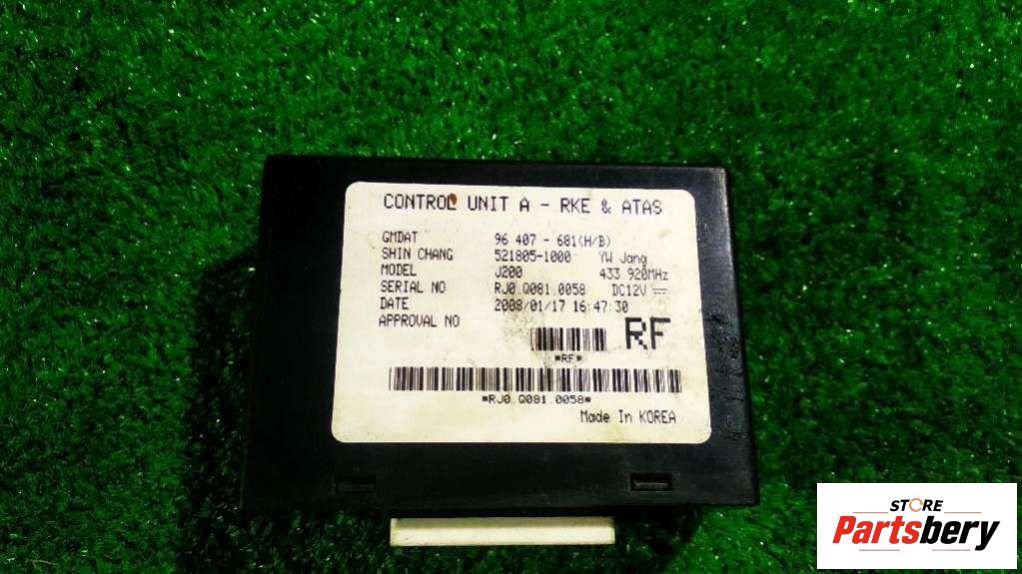 CONTROL UNIT A - RKE & ATAS
GMDAT 96 407 - 681(H/B)
SHIN CHANG 521805-1000 YW Jang
MODEL J200 433.920MHz
SERIAL NO RJ0.Q081.0058 DC12V
DATE 2008/01/17 16:47:30
APPROVAL NO
RF
*RF*
*RJ0.Q081.0058*
Made In KOREA
STORE
Partsbery